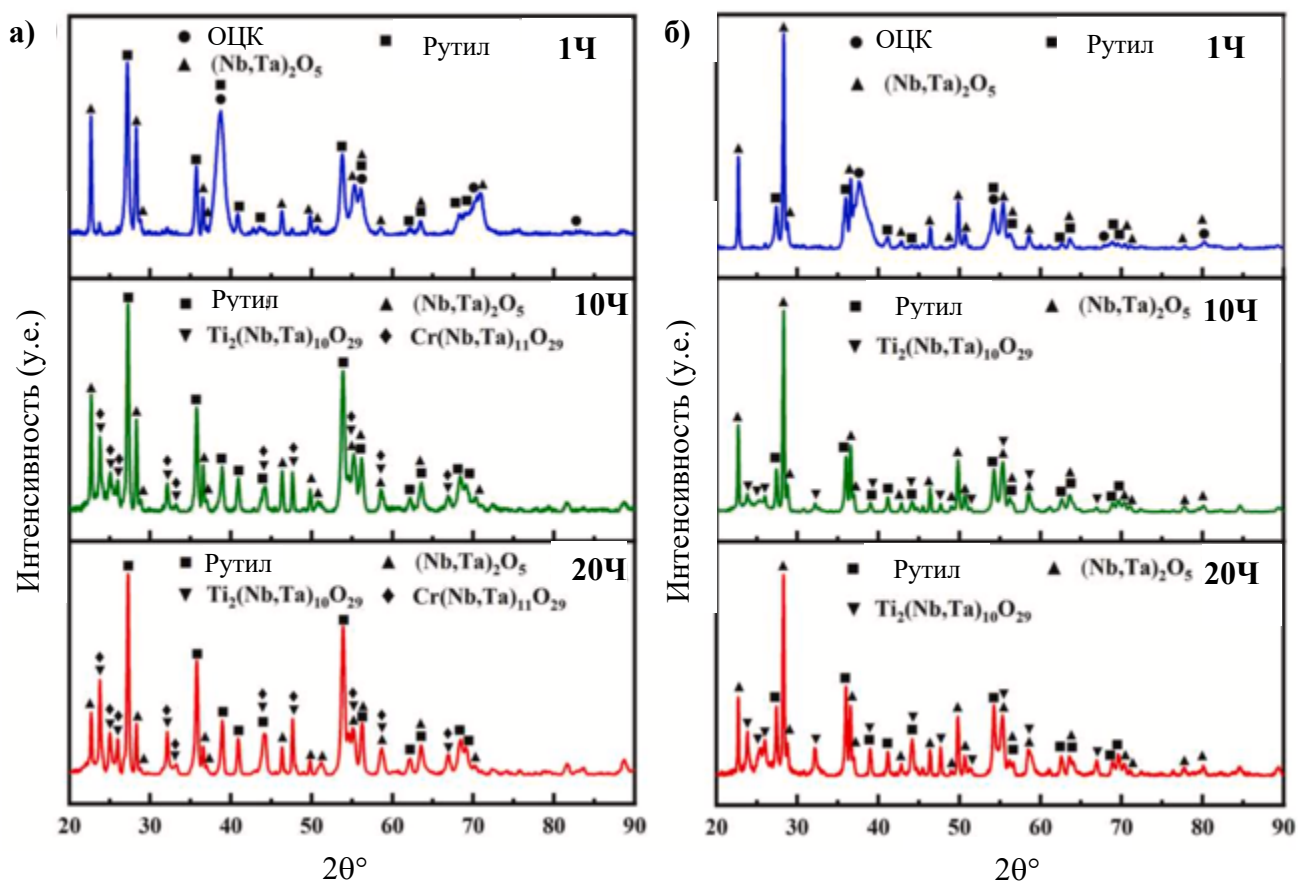 а)
ОЦК
Рутил
1Ч
(Nb,Ta)₂O₅
Рутил
(Nb,Ta)₂O₅
10Ч
Ti₂(Nb,Ta)₁₀O₂₉
Cr(Nb,Ta)₁₁O₂₉
Рутил
(Nb,Ta)₂O₅
20Ч
Ti₂(Nb,Ta)₁₀O₂₉
Cr(Nb,Ta)₁₁O₂₉
Интенсивность (у.е.)
20 30 40 50 60 70 80 90
2θ°
б)
ОЦК
Рутил
1Ч
(Nb,Ta)₂O₅
Рутил
(Nb,Ta)₂O₅
10Ч
Ti₂(Nb,Ta)₁₀O₂₉
Рутил
(Nb,Ta)₂O₅
20Ч
Ti₂(Nb,Ta)₁₀O₂₉
Интенсивность (у.е.)
20 30 40 50 60 70 80 90
2θ°